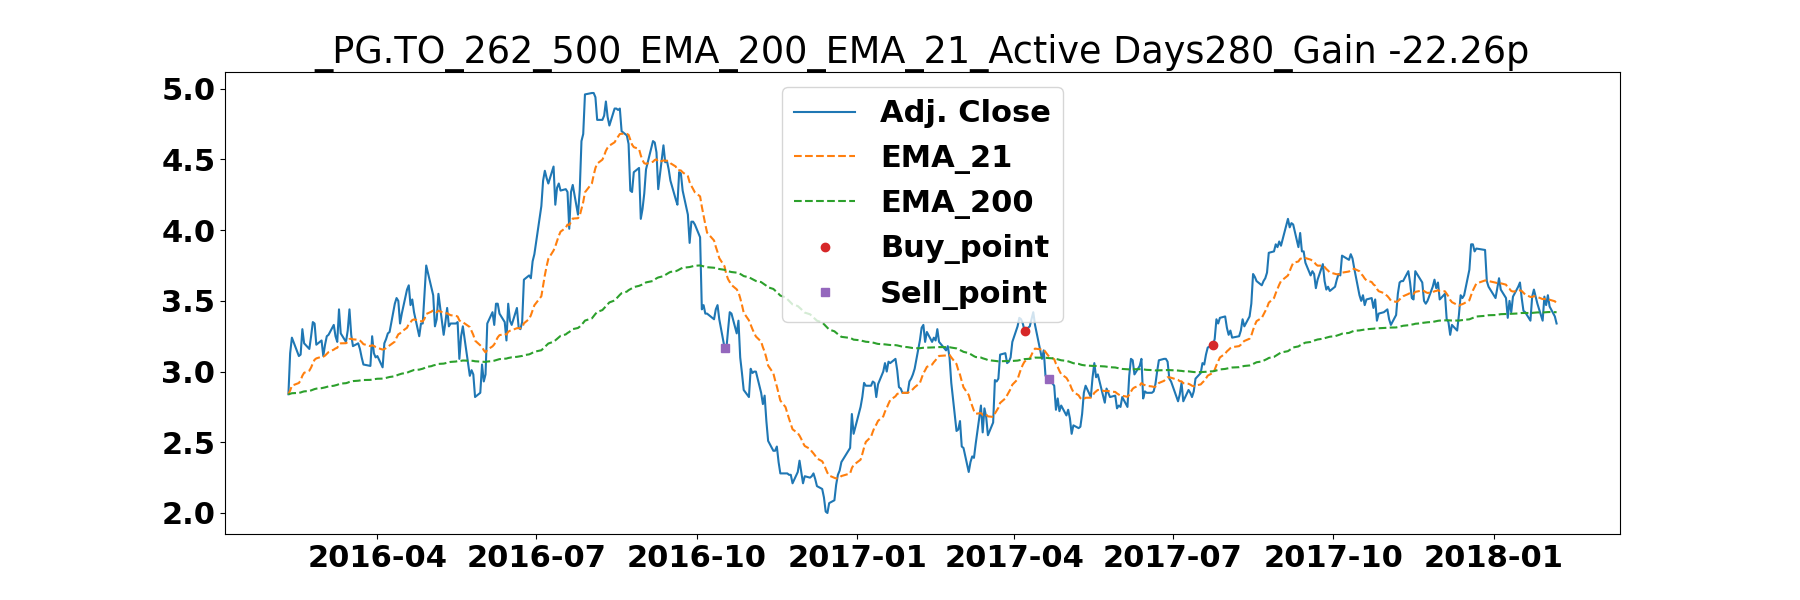 _PG.TO_262_500_EMA_200_EMA_21_Active Days280_Gain -22.26p
5.0
4.5
4.0
3.5
3.0
2.5
2.0
Adj. Close
EMA_21
EMA_200
Buy_point
Sell_point
2016-04 2016-07 2016-10 2017-01 2017-04 2017-07 2017-10 2018-01